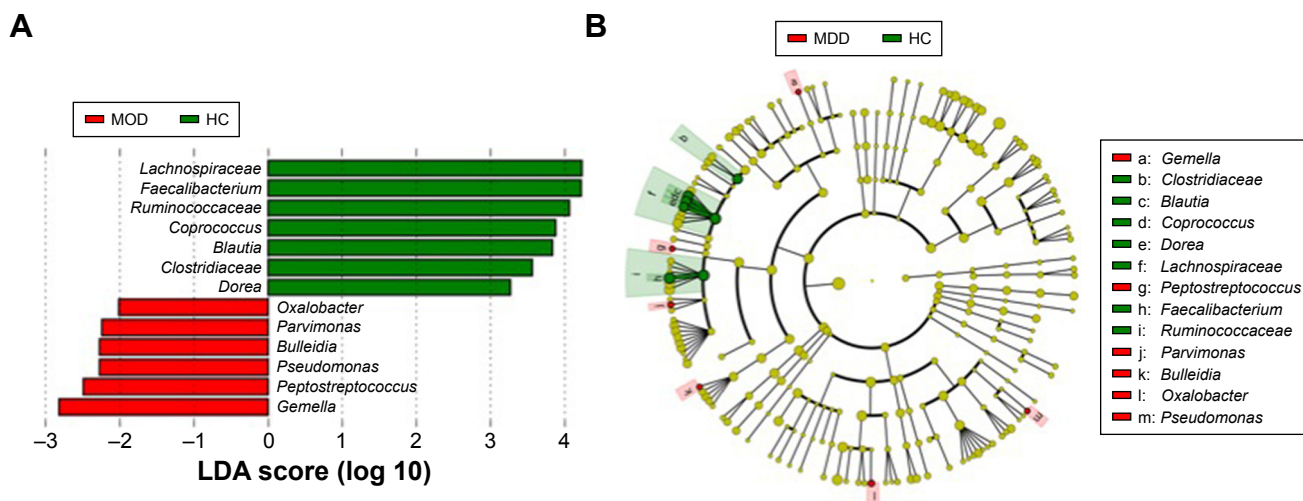 A
MOD HC
Lachnospiraceae
Faecalibacterium
Ruminococcaceae
Coprococcus
Blautia
Clostridiaceae
Dorea
Oxalobacter
Parvimonas
Bulleidia
Pseudomonas
Peptostreptococcus
Gemella
–3 –2 –1 0 1 2 3 4
LDA score (log 10)
B
MDD HC
a
b
f
e d c
g
i
h
j
k
l
m
a: Gemella
b: Clostridiaceae
c: Blautia
d: Coprococcus
e: Dorea
f: Lachnospiraceae
g: Peptostreptococcus
h: Faecalibacterium
i: Ruminococcaceae
j: Parvimonas
k: Bulleidia
l: Oxalobacter
m: Pseudomonas